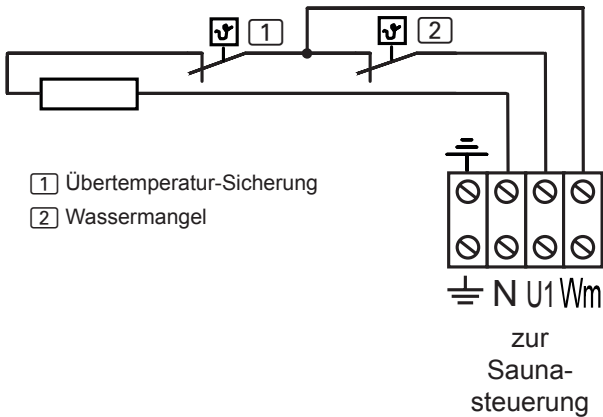 ϑ 1 ϑ 2
1 Übertemperatur-Sicherung
2 Wassermangel
N U1 Wm
zur
Sauna-
steuerung